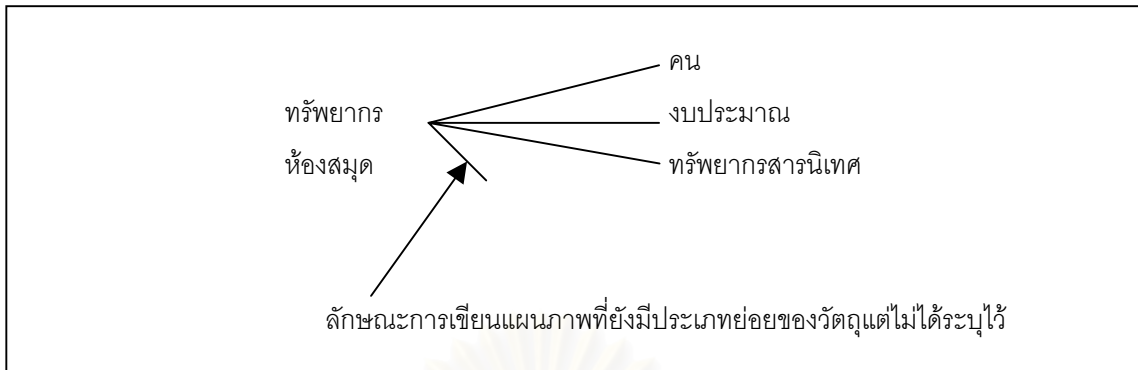 คน
ทรัพยากร
งบประมาณ
ห้องสมุด
ทรัพยากรสารนิเทศ
ลักษณะการเขียนแผนภาพที่ยังมีประเภทย่อยของวัตถุแต่ไม่ได้ระบุไว้